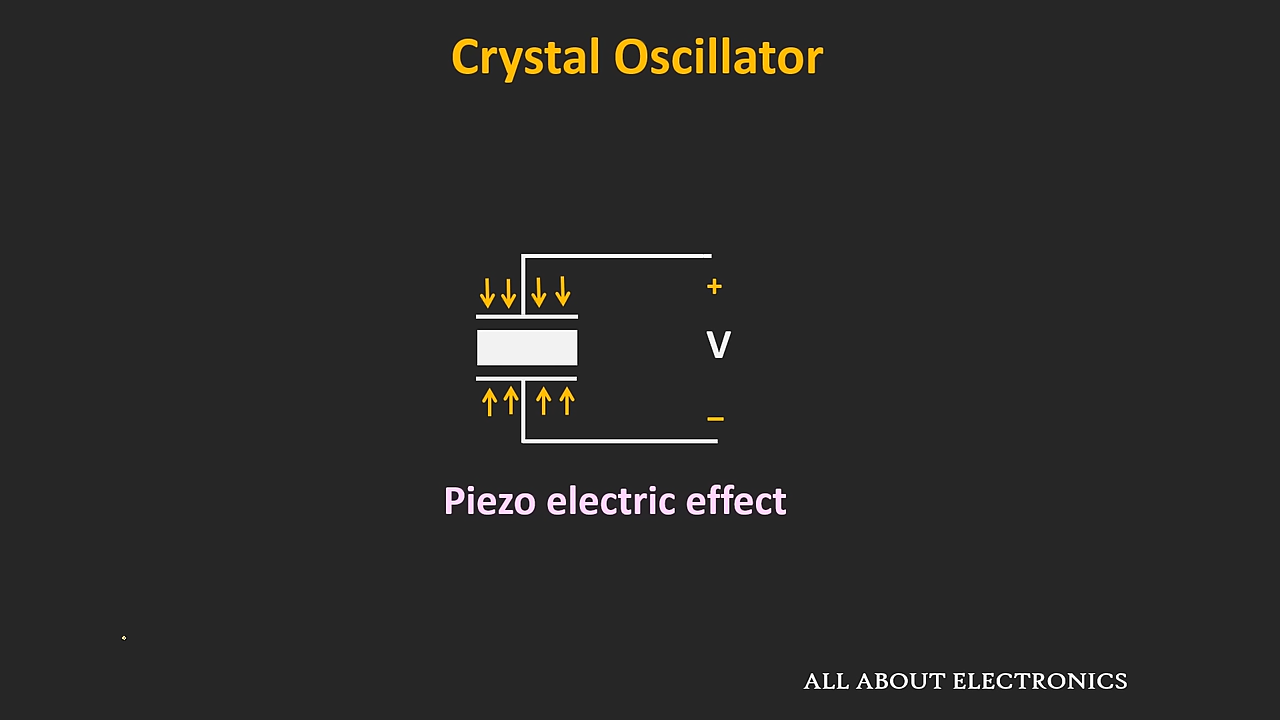 Crystal Oscillator
+
V
–
Piezo electric effect
ALL ABOUT ELECTRONICS